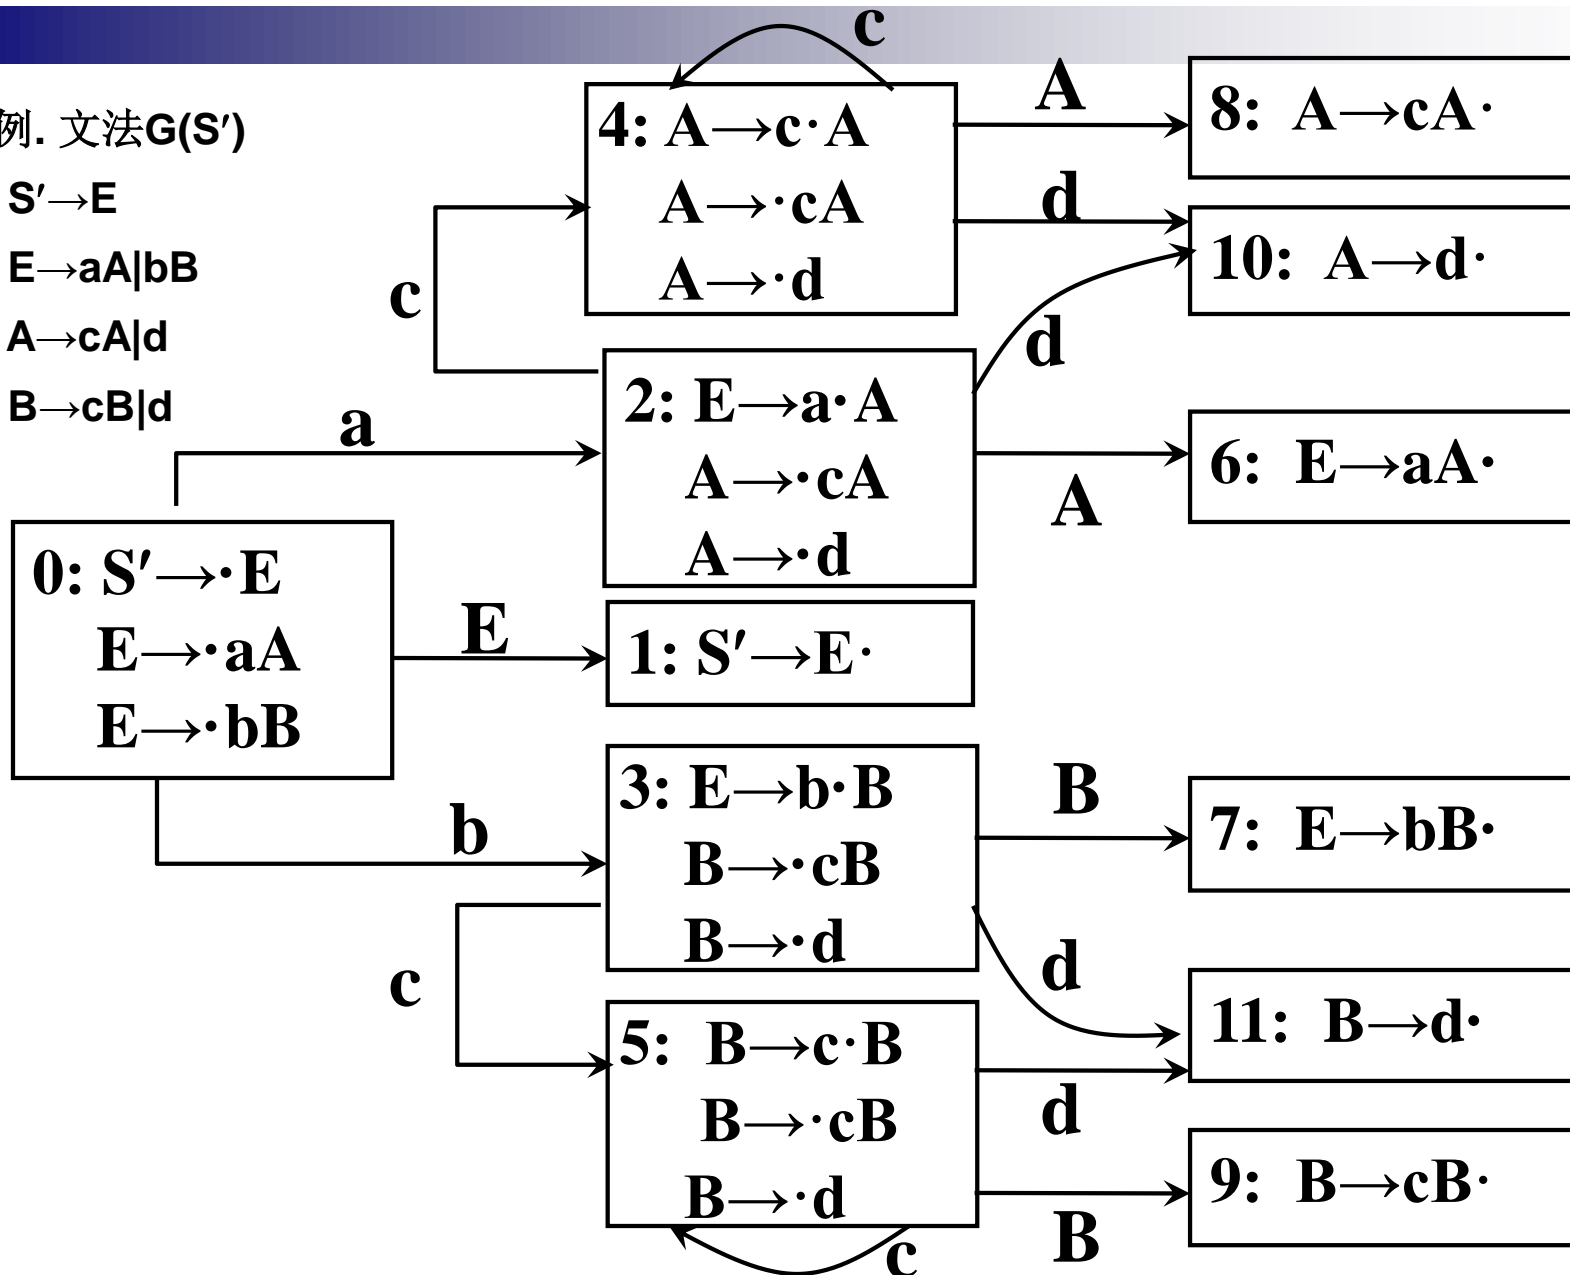 例. 文法G(S′)
S′→E
E→aA|bB
A→cA|d
B→cB|d
c
4: A→c·A
A→·cA
A→·d
A
8: A→cA·
d
10: A→d·
c
d
2: E→a·A
A→·cA
A→·d
a
A
6: E→aA·
0: S′→·E
E→·aA
E→·bB
E
1: S′→E·
b
3: E→b·B
B→·cB
B→·d
B
7: E→bB·
c
d
11: B→d·
5: B→c·B
B→·cB
B→·d
d
B
9: B→cB·
c